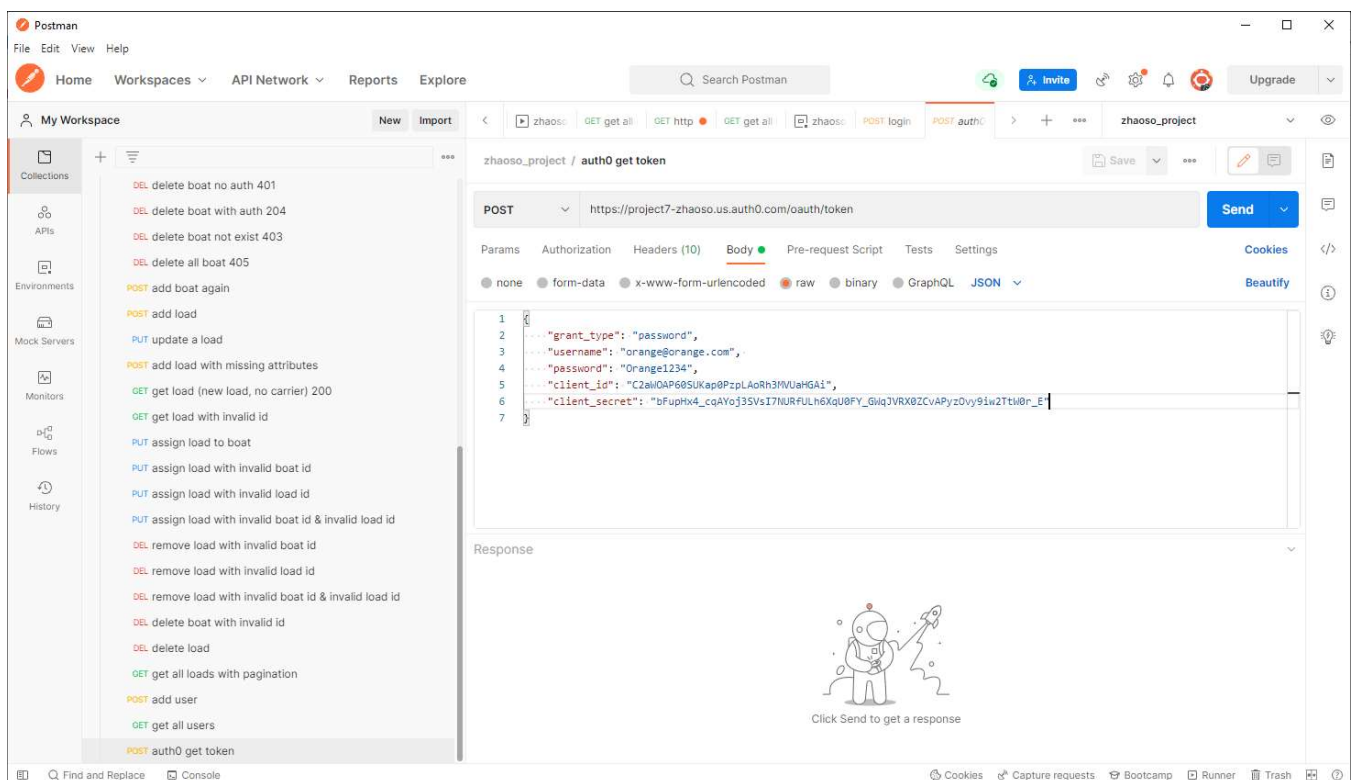 Postman
File Edit View Help
Home Workspaces API Network Reports Explore Search Postman Invite Upgrade
My Workspace New Import zhaoso GET get all GET http GET get all zhaoso POST login POST auth0 zhaoso_project
Collections
APIs
Environments
Mock Servers
Monitors
Flows
History
DEL delete boat no auth 401
DEL delete boat with auth 204
DEL delete boat not exist 403
DEL delete all boat 405
POST add boat again
POST add load
PUT update a load
POST add load with missing attributes
GET get load (new load, no carrier) 200
GET get load with invalid id
PUT assign load to boat
PUT assign load with invalid boat id
PUT assign load with invalid load id
PUT assign load with invalid boat id & invalid load id
DEL remove load with invalid boat id
DEL remove load with invalid load id
DEL remove load with invalid boat id & invalid load id
DEL delete boat with invalid id
DEL delete load
GET get all loads with pagination
POST add user
GET get all users
POST auth0 get token
zhaoso_project / auth0 get token Save
POST https://project7-zhaoso.us.auth0.com/oauth/token Send
Params Authorization Headers (10) Body Pre-request Script Tests Settings Cookies
none form-data x-www-form-urlencoded raw binary GraphQL JSON Beautify
1 {
2 "grant_type": "password",
3 "username": "orange@orange.com",
4 "password": "Orange1234",
5 "client_id": "C2aWOAP60SUKap0PzpLAoRh3MVUaHGAi",
6 "client_secret": "bFupHx4_cqAYoj3SVsI7NURfULh6XqU0FY_GWqJVRX0ZCvAPyzOvy9iw2TtW0r_E"
7 }
Response
Click Send to get a response
Find and Replace Console Cookies Capture requests Bootcamp Runner Trash